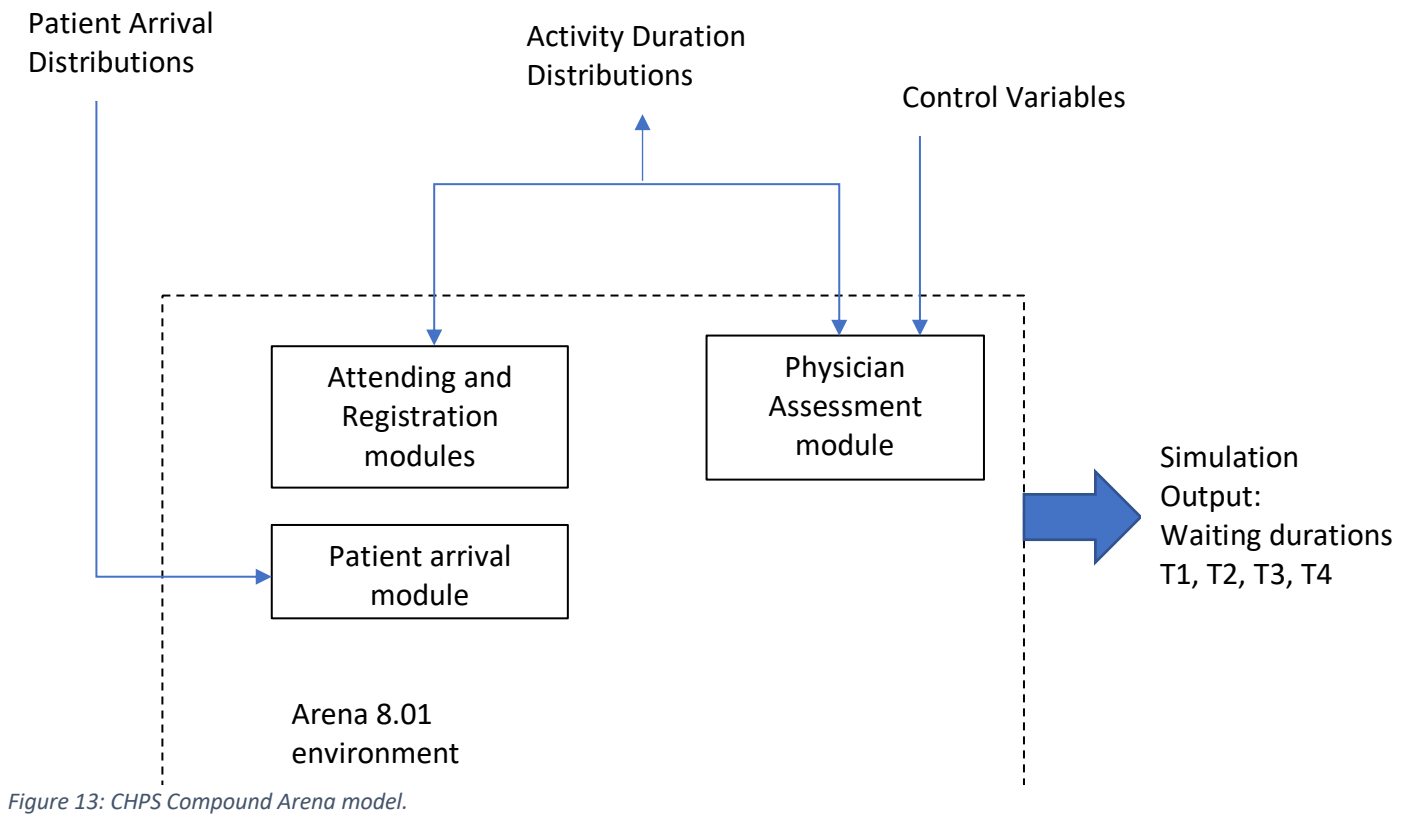 Patient Arrival
Distributions
Activity Duration
Distributions
Control Variables
Attending and
Registration
modules
Physician
Assessment
module
Simulation
Output:
Waiting durations
T1, T2, T3, T4
Patient arrival
module
Arena 8.01
environment
Figure 13: CHPS Compound Arena model.